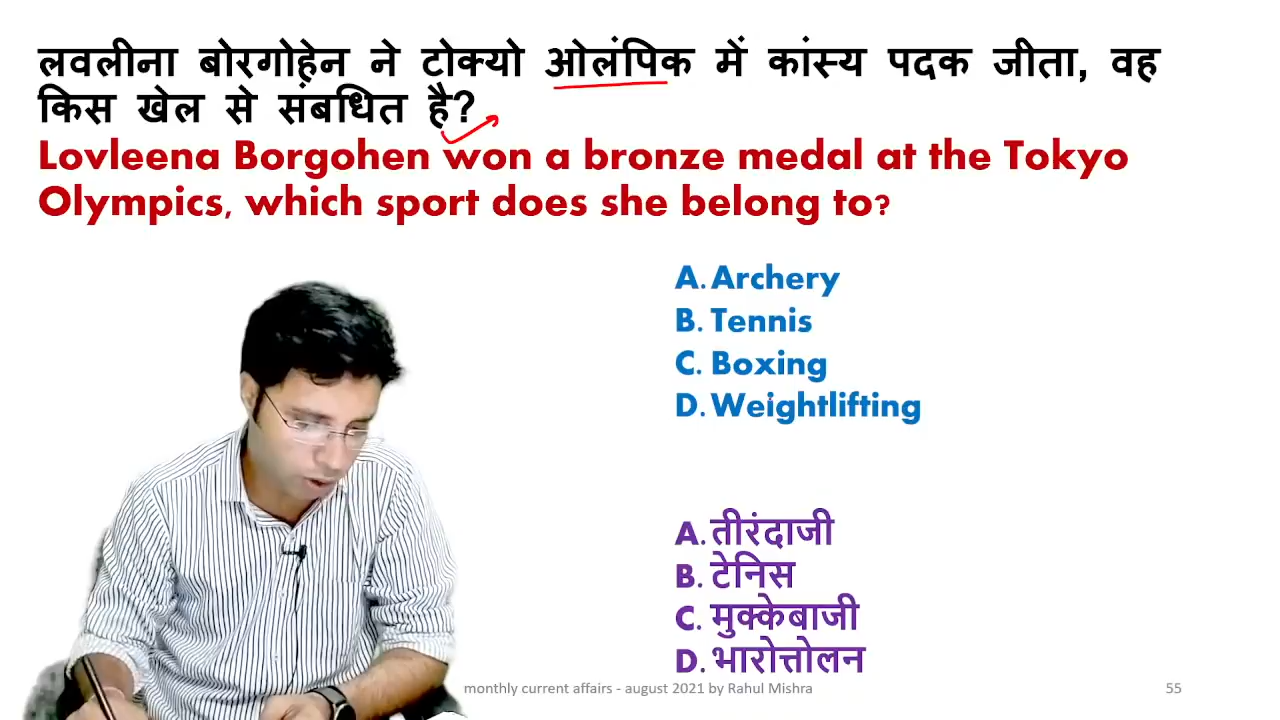 लवलीना बोरगोहेन ने टोक्यो ओलंपिक में कांस्य पदक जीता, वह
किस खेल से संबधित है?
Lovleena Borgohen won a bronze medal at the Tokyo
Olympics, which sport does she belong to?
A. Archery
B. Tennis
C. Boxing
D. Weightlifting
A. तीरंदाजी
B. टेनिस
C. मुक्केबाजी
D. भारोत्तोलन
monthly current affairs - august 2021 by Rahul Mishra
55